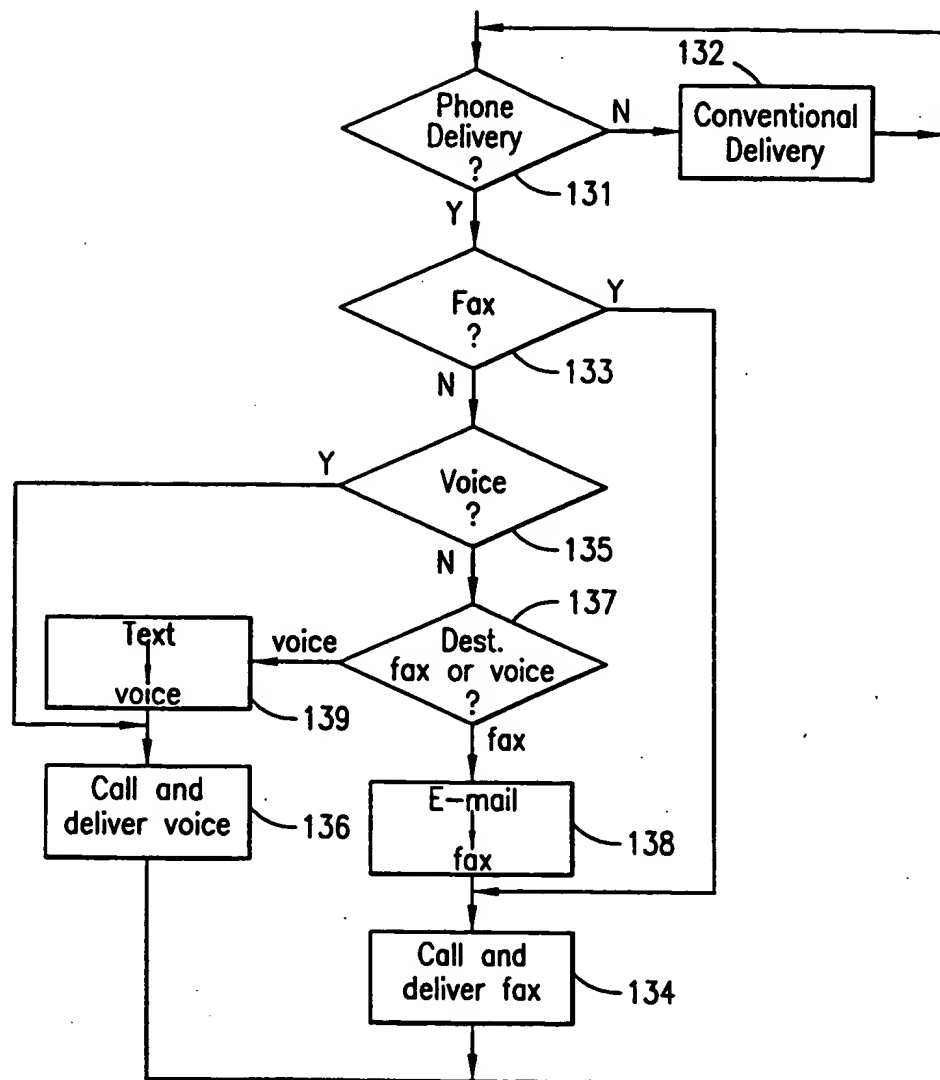 132
Phone
Delivery
?
N
Conventional
Delivery
131
Y
Fax
?
Y
133
N
Y
Voice
?
135
N
137
Text
voice
voice
Dest.
fax or voice
?
139
fax
Call and
deliver voice
136
E-mail
fax
138
Call and
deliver fax
134